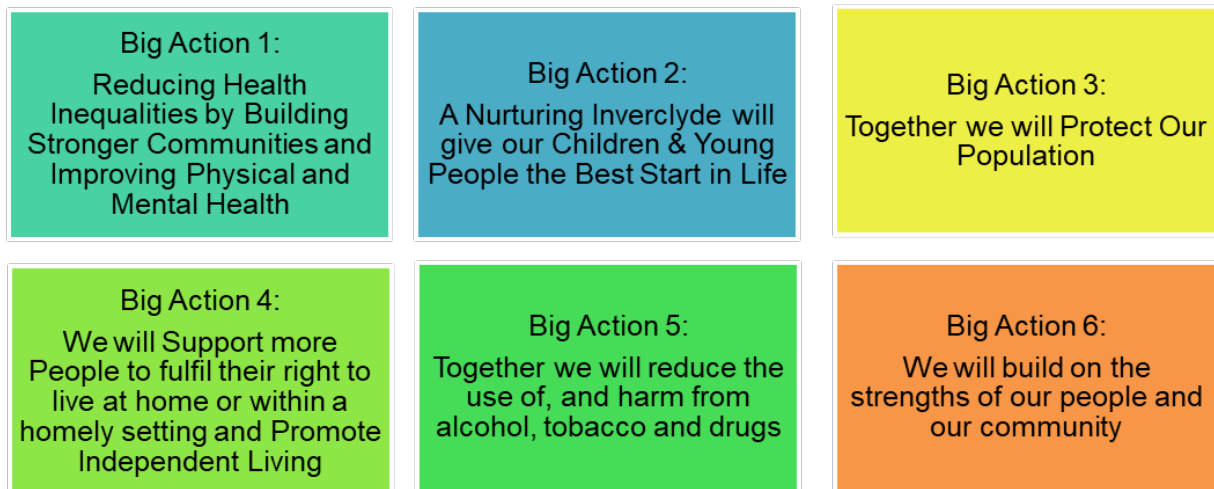 Big Action 1:
Reducing Health
Inequalities by Building
Stronger Communities and
Improving Physical and
Mental Health
Big Action 2:
A Nurturing Inverclyde will
give our Children & Young
People the Best Start in Life
Big Action 3:
Together we will Protect Our
Population
Big Action 4:
We will Support more
People to fulfil their right to
live at home or within a
homely setting and Promote
Independent Living
Big Action 5:
Together we will reduce the
use of, and harm from
alcohol, tobacco and drugs
Big Action 6:
We will build on the
strengths of our people and
our community